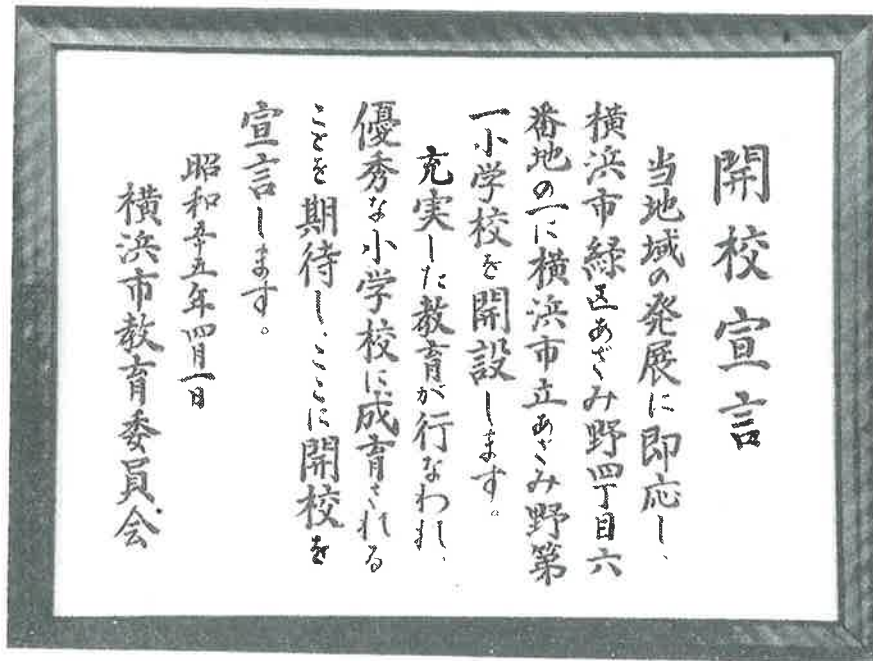 開校宣言
当地域の発展に即応し、
横浜市緑区あざみ野四丁目六
番地の一に横浜市立あざみ野第
一小学校を開設します。
充実した教育が行なわれ、
優秀な小学校に成育される
ことを期待し、ここに開校を
宣言します。
昭和五十五年四月一日
横浜市教育委員会